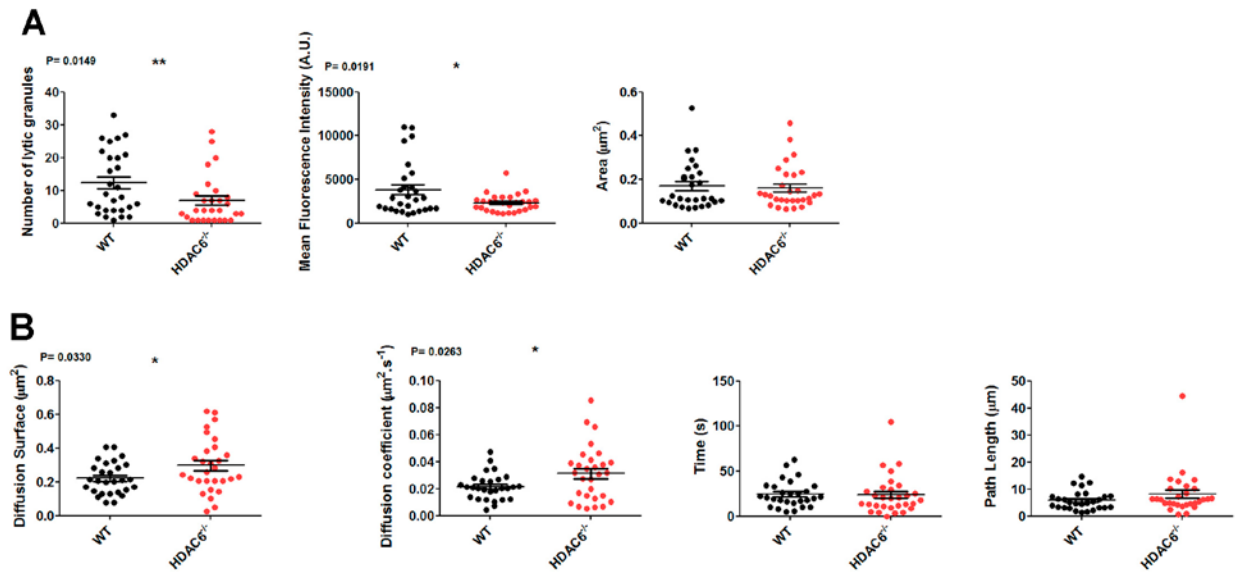 A
P= 0.0149 **
Number of lytic granules
40
30
20
10
0
WT
HDAC6-/-
P= 0.0191 *
Mean Fluorescence Intensity (A.U.)
15000
10000
5000
0
WT
HDAC6-/-
Area (µm²)
0.6
0.4
0.2
0.0
WT
HDAC6-/-
B
P= 0.0330 *
Diffusion Surface (µm²)
0.8
0.6
0.4
0.2
0.0
WT
HDAC6-/-
P= 0.0263 *
Diffusion coefficient (µm².s-1)
0.10
0.08
0.06
0.04
0.02
0.00
WT
HDAC6-/-
Time (s)
150
100
50
0
WT
HDAC6-/-
Path Length (µm)
50
40
30
20
10
0
WT
HDAC6-/-